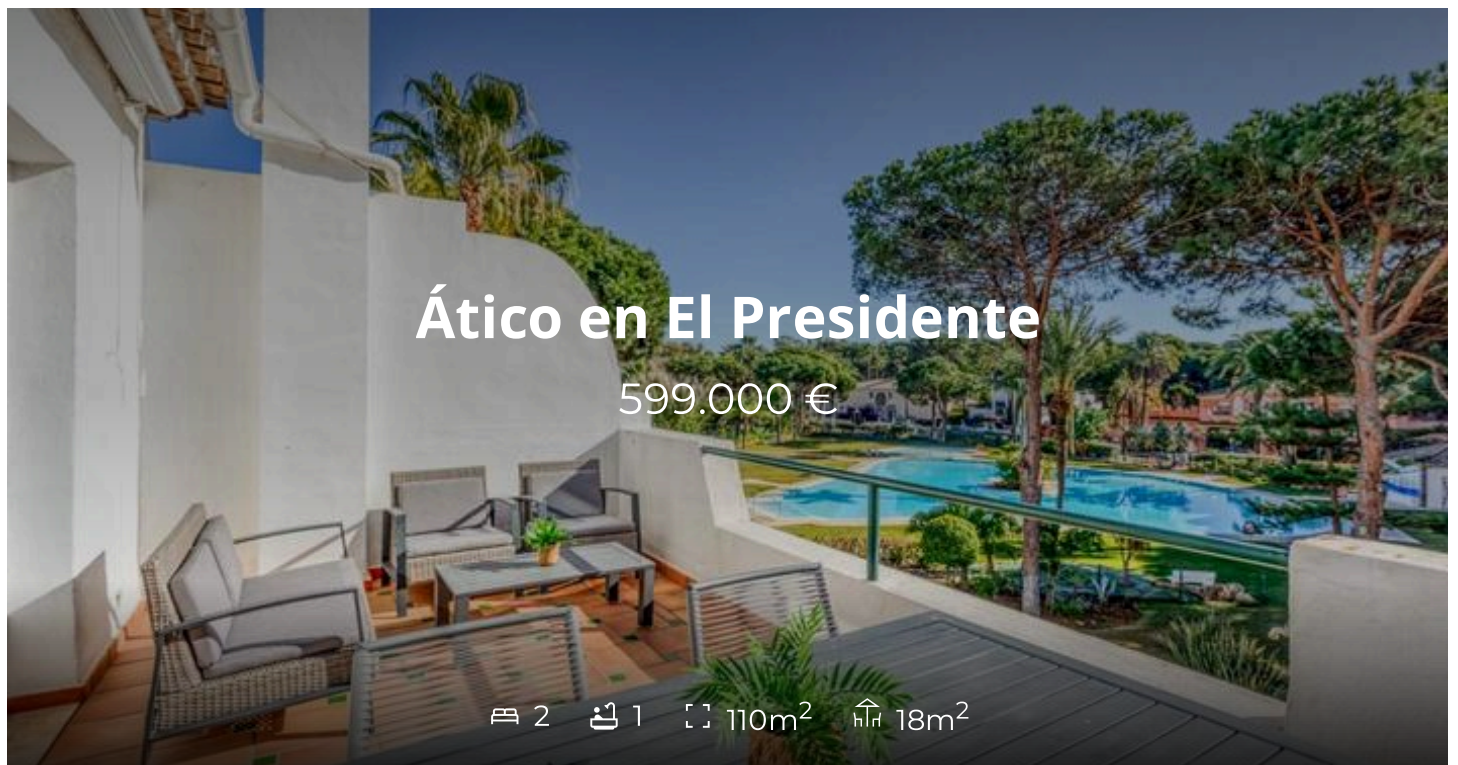 Ático en El Presidente
599.000 €
2 1 110m² 18m²